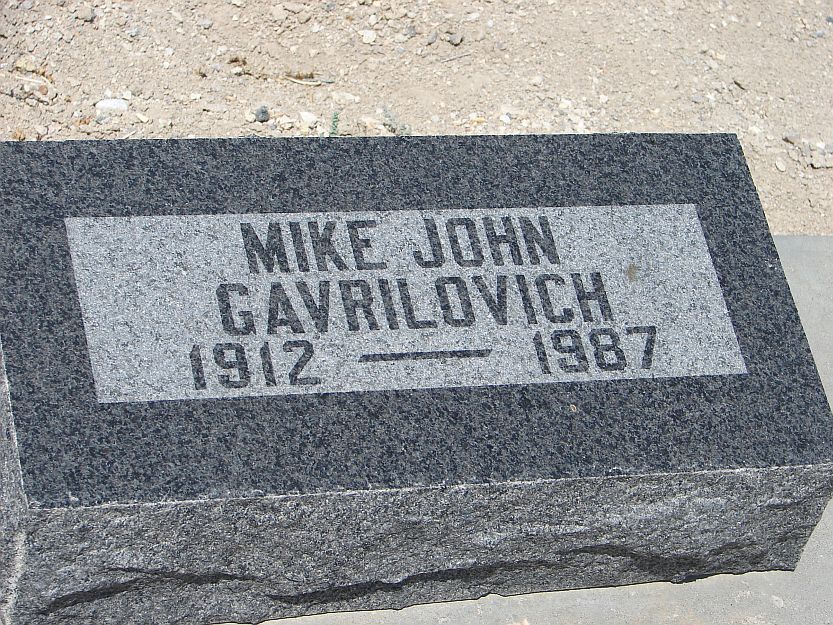 MIKE JOHN
GAVRILOVICH
1912 — 1987